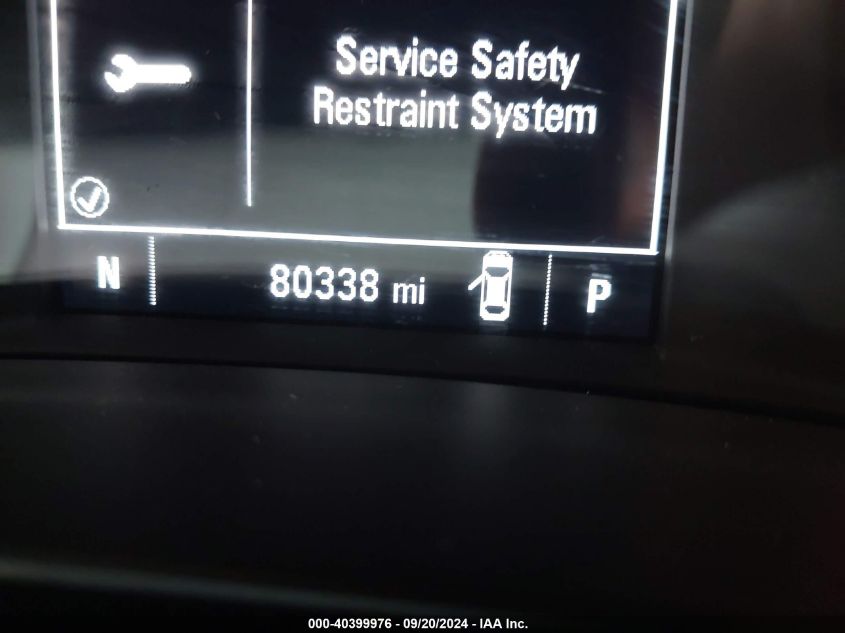 Service Safety
Restraint System
N 80338 mi P
000-40399976 - 09/20/2024 - IAA Inc.